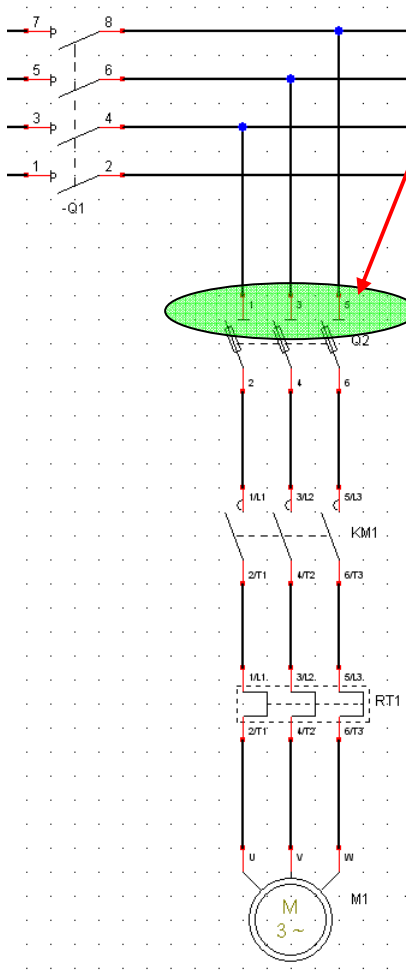 7 8
5 6
3 4
1 2
-Q1
1 3 5
Q2
2 4 6
1/L1 3/L2 5/L3
KM1
2/T1 4/T2 6/T3
1/L1. 3/L2. 5/L3.
RT1
2/T1 4/T2 6/T3
U V W
M1
M
3 ~